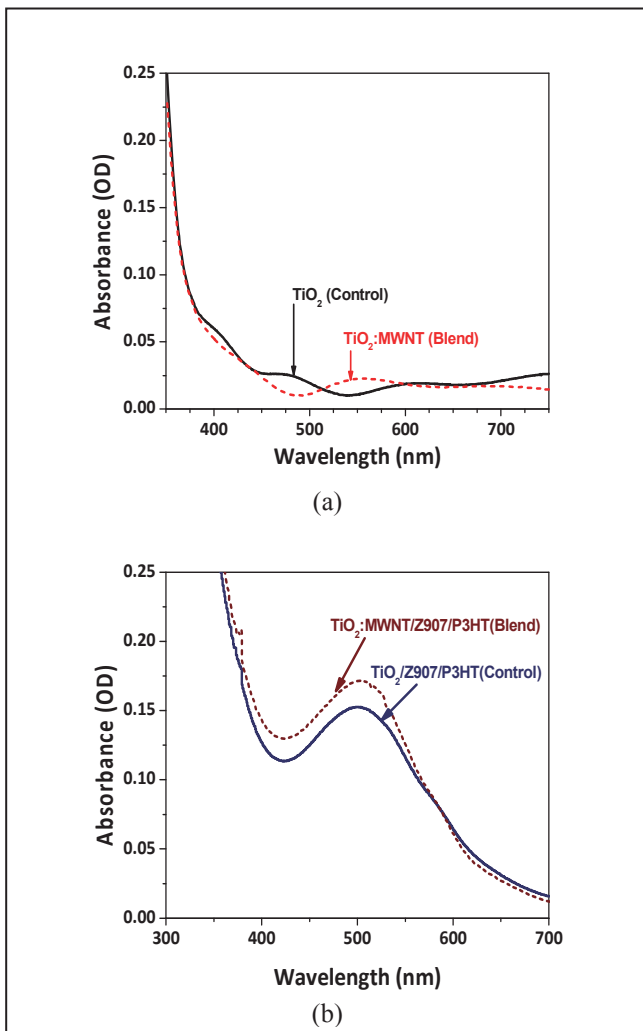 0.25
0.20
0.15
0.10
0.05
0.00
Absorbance (OD)
TiO2 (Control)
TiO2:MWNT (Blend)
400 500 600 700
Wavelength (nm)
(a)
0.25
0.20
0.15
0.10
0.05
0.00
Absorbance (OD)
TiO2:MWNT/Z907/P3HT(Blend)
TiO2/Z907/P3HT(Control)
300 400 500 600 700
Wavelength (nm)
(b)